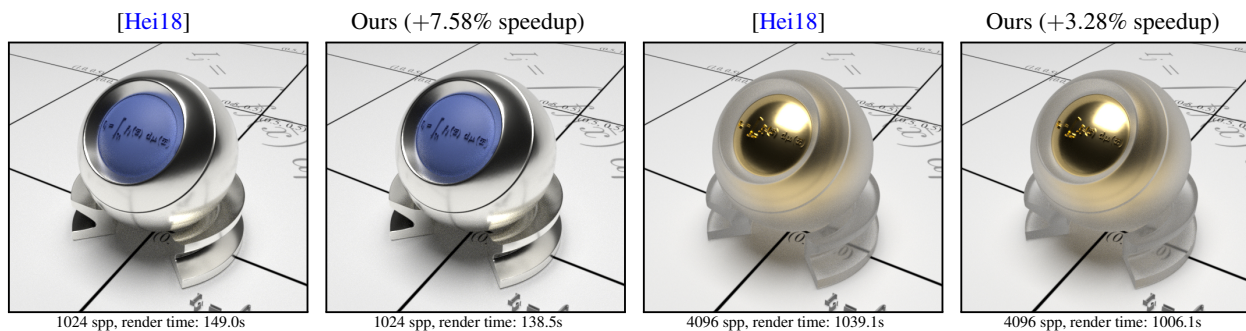 [Hei18]
Ours (+7.58% speedup)
[Hei18]
Ours (+3.28% speedup)
1024 spp, render time: 149.0s
1024 spp, render time: 138.5s
4096 spp, render time: 1039.1s
4096 spp, render time: 1006.1s